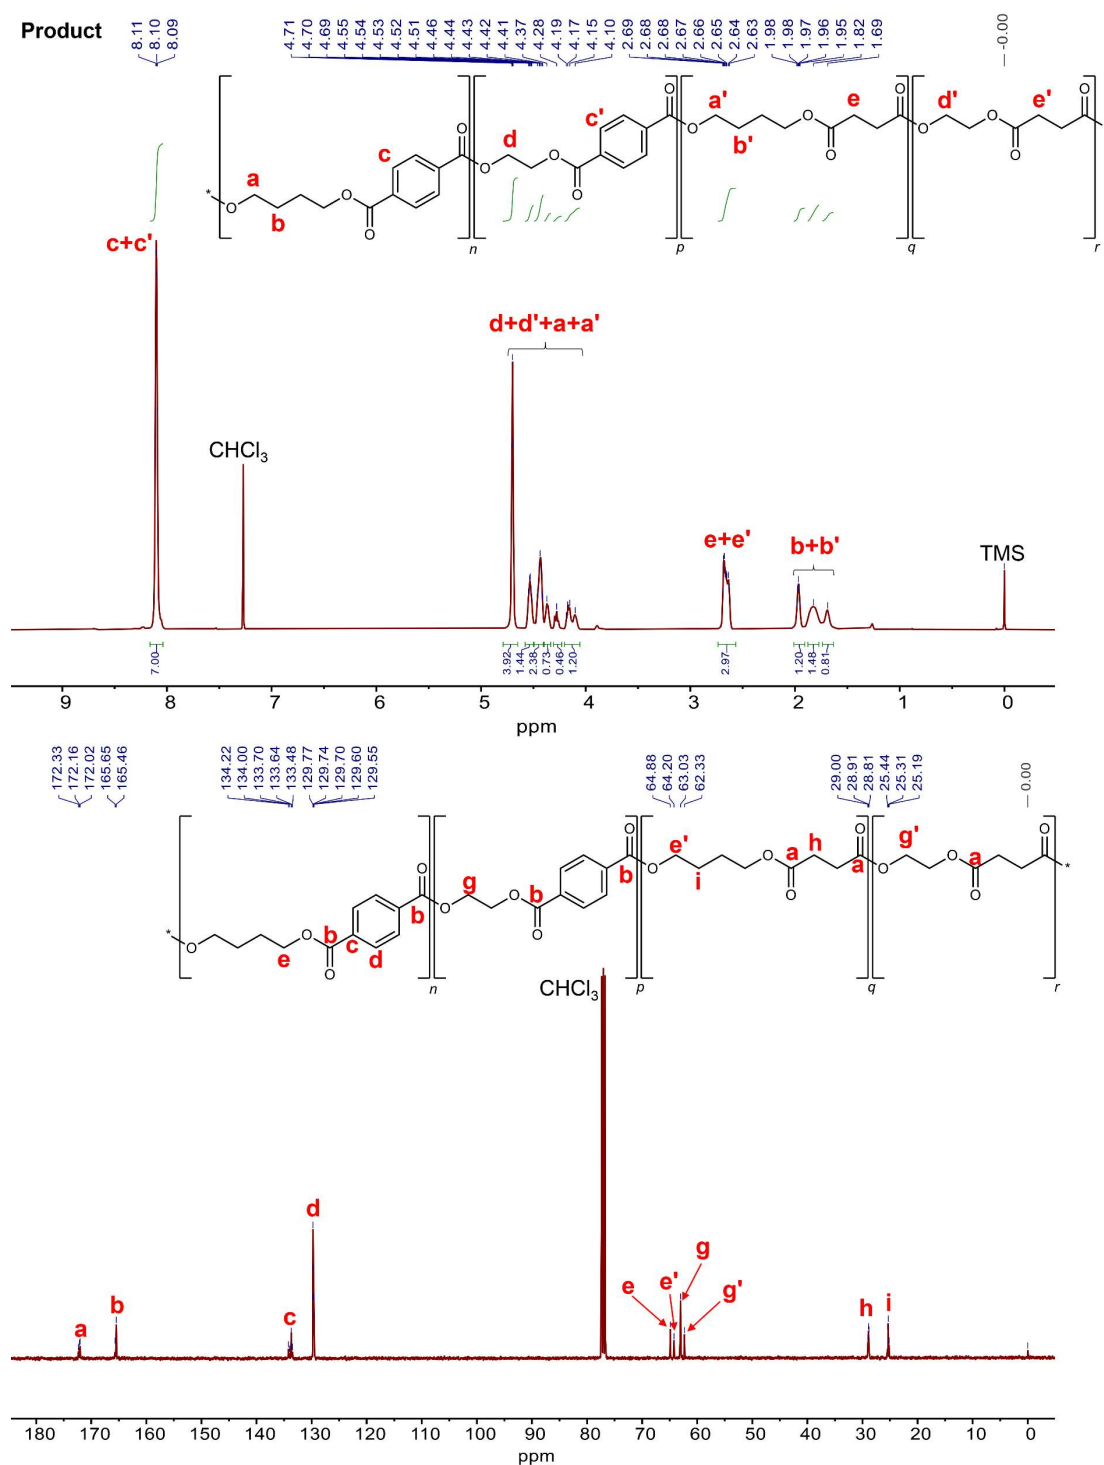 Product
8.11
8.10
8.09
4.71
4.70
4.69
4.55
4.54
4.53
4.52
4.51
4.46
4.44
4.43
4.42
4.41
4.37
4.28
4.19
4.17
4.15
4.10
2.69
2.68
2.68
2.67
2.66
2.65
2.64
2.63
1.98
1.98
1.97
1.96
1.95
1.82
1.69
-0.00
O
O
O
O
O
a' e d' e'
c' O O O O
d b' O O
c O O
a O O
* O O
b O
c+c' n p q r
d+d'+a+a'
CHCl3
e+e' b+b'
TMS
7.00
3.92
1.44
2.38
0.73
0.46
1.20
2.97
1.20
1.48
0.81
9 8 7 6 5 4 3 2 1 0
ppm
172.33
172.16
172.02
165.65
165.46
134.22
134.00
133.70
133.64
133.48
129.77
129.74
129.70
129.60
129.55
64.88
64.20
63.03
62.33
29.00
28.91
28.81
25.44
25.31
25.19
0.00
O O O
e' O a h g' O a O
O b O i O a O O *
O g O b O
b O O
* O O b c
e O d
n p q r
CHCl3
d
g
e e' g'
a b c h i
180 170 160 150 140 130 120 110 100 90 80 70 60 50 40 30 20 10 0
ppm